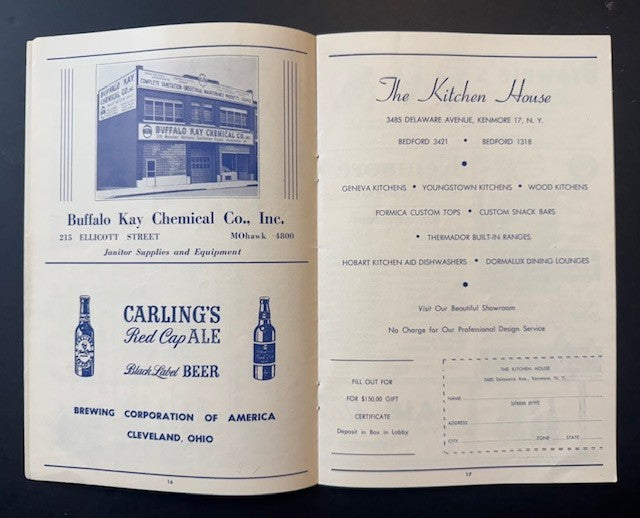 BUFFALO KAY
CHEMICAL CO. INC.
COMPLETE SANITATION-INDUSTRIAL MAINTENANCE PRODUCTS
BUFFALO KAY CHEMICAL CO. INC.
Buffalo Kay Chemical Co., Inc.
215 ELLICOTT STREET MOhawk 4800
Janitor Supplies and Equipment
CARLING'S
Red Cap ALE
Black Label BEER
BREWING CORPORATION OF AMERICA
CLEVELAND, OHIO
16
The Kitchen House
3485 DELAWARE AVENUE, KENMORE 17, N. Y.
BEDFORD 3421 • BEDFORD 1318
GENEVA KITCHENS • YOUNGSTOWN KITCHENS • WOOD KITCHENS
FORMICA CUSTOM TOPS • CUSTOM SNACK BARS
• THERMADOR BUILT-IN RANGES
HOBART KITCHEN AID DISHWASHERS • DORMALUX DINING LOUNGES
Visit Our Beautiful Showroom
No Charge for Our Professional Design Service
FILL OUT FOR
FOR $150.00 GIFT
CERTIFICATE
Deposit in Box in Lobby
THE KITCHEN HOUSE
3485 Delaware Ave., Kenmore, N. Y.
NAME
(please print)
ADDRESS
CITY ZONE STATE
17